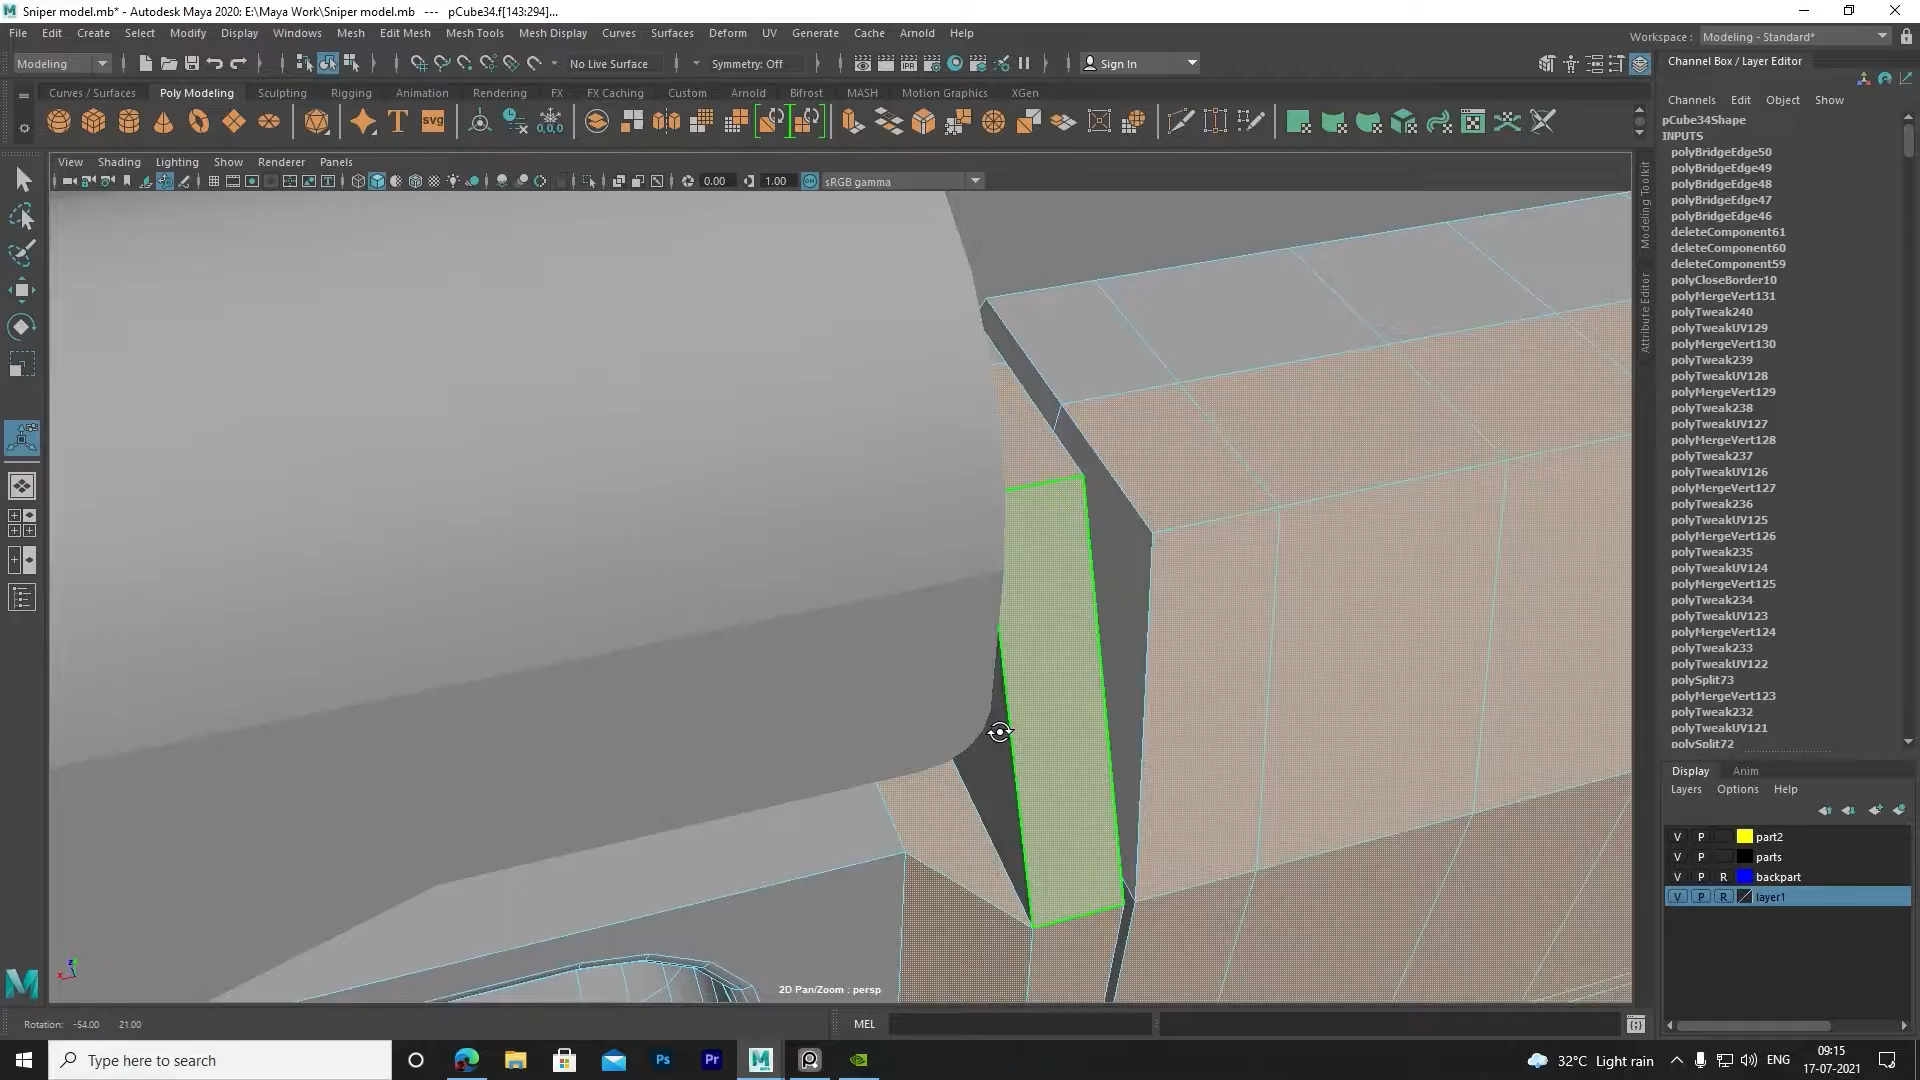 Sniper model.mb* - Autodesk Maya 2020: E:\Maya Work\Sniper model.mb   ---   pCube34.f[143:294]...
File Edit Create Select Modify Display Windows Mesh Edit Mesh Mesh Tools Mesh Display Curves Surfaces Deform UV Generate Cache Arnold Help
Workspace : Modeling - Standard*
Modeling No Live Surface Symmetry: Off Sign In
Curves / Surfaces Poly Modeling Sculpting Rigging Animation Rendering FX FX Caching Custom Arnold Bifrost MASH Motion Graphics XGen
T SVG 0,0,0
View Shading Lighting Show Renderer Panels
0.00 1.00 ON sRGB gamma
Channel Box / Layer Editor
Channels Edit Object Show
pCube34Shape
INPUTS
polyBridgeEdge50
polyBridgeEdge49
polyBridgeEdge48
polyBridgeEdge47
polyBridgeEdge46
deleteComponent61
deleteComponent60
deleteComponent59
polyCloseBorder10
polyMergeVert131
polyTweak240
polyTweakUV129
polyMergeVert130
polyTweak239
polyTweakUV128
polyMergeVert129
polyTweak238
polyTweakUV127
polyMergeVert128
polyTweak237
polyTweakUV126
polyMergeVert127
polyTweak236
polyTweakUV125
polyMergeVert126
polyTweak235
polyTweakUV124
polyMergeVert125
polyTweak234
polyTweakUV123
polyMergeVert124
polyTweak233
polyTweakUV122
polySplit73
polyMergeVert123
polyTweak232
polyTweakUV121
polySplit72
Modeling Toolkit
Attribute Editor
Display Anim
Layers Options Help
V P part2
V P parts
V P R backpart
V P R layer1
2D Pan/Zoom : persp
Rotation: -54.00 21.00
MEL
Type here to search
Ps Pr M
32°C Light rain ENG
09:15
17-07-2021